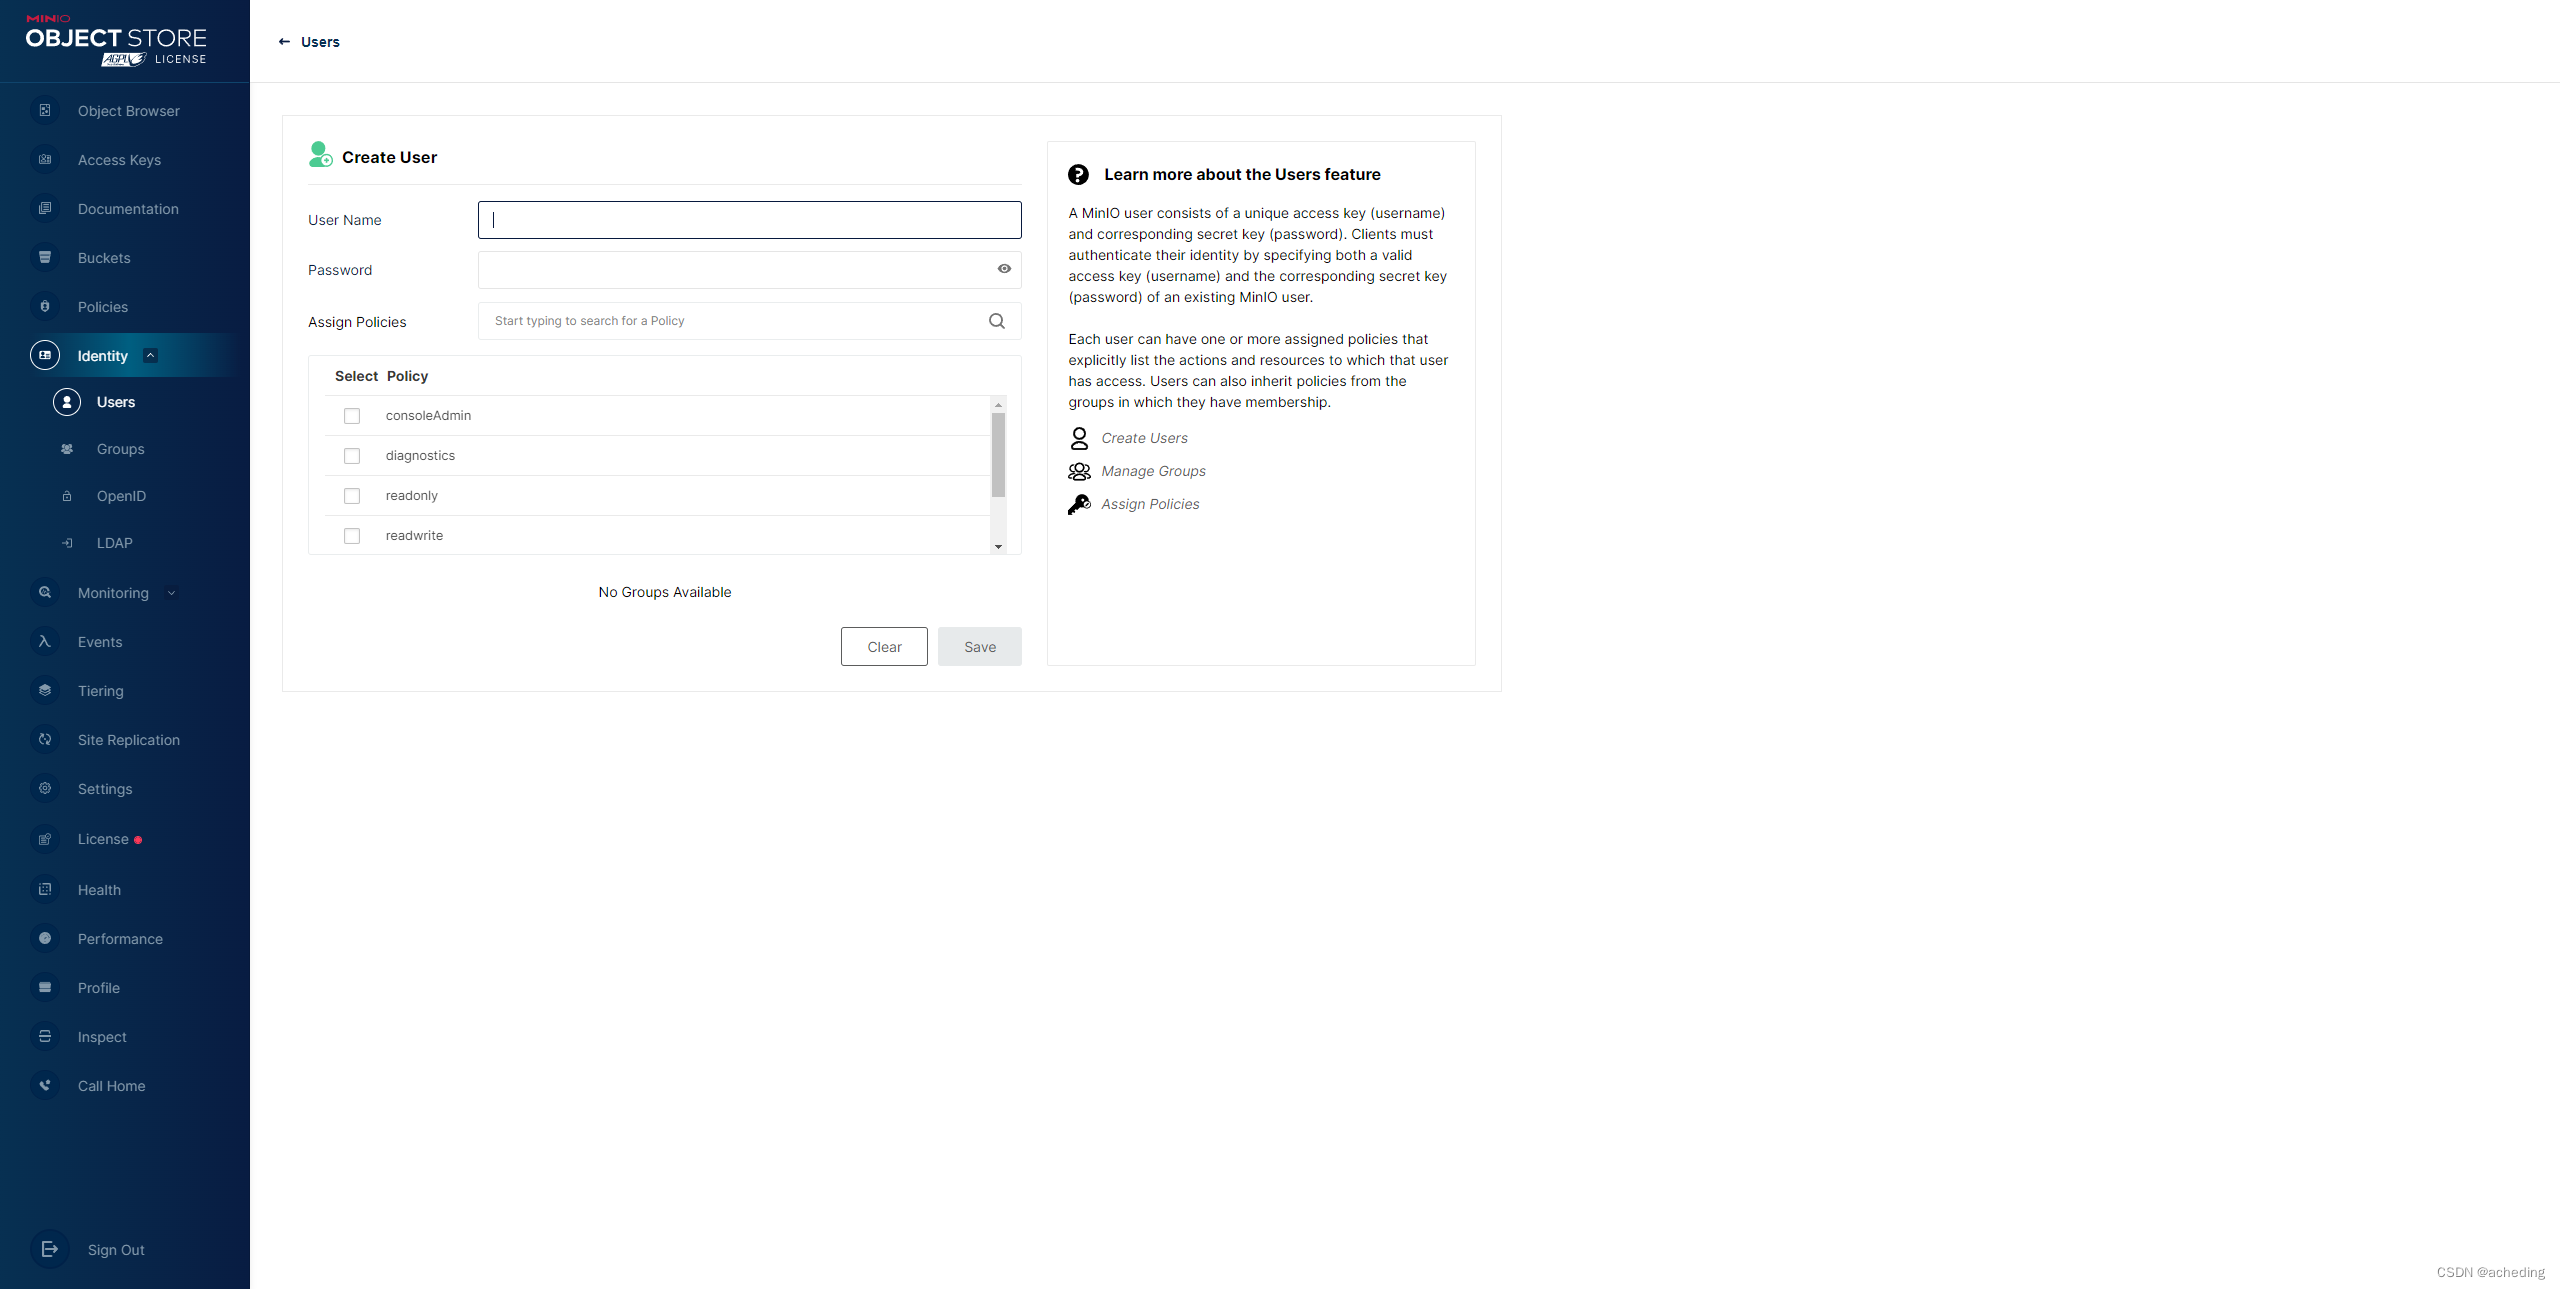 MINIO
OBJECT STORE
AGPL LICENSE
Object Browser
Access Keys
Documentation
Buckets
Policies
Identity
Users
Groups
OpenID
LDAP
Monitoring
Events
Tiering
Site Replication
Settings
License
Health
Performance
Profile
Inspect
Call Home
Sign Out
Users
Create User
User Name
Password
Assign Policies
Start typing to search for a Policy
Select Policy
consoleAdmin
diagnostics
readonly
readwrite
No Groups Available
Clear Save
Learn more about the Users feature
A MinIO user consists of a unique access key (username)
and corresponding secret key (password). Clients must
authenticate their identity by specifying both a valid
access key (username) and the corresponding secret key
(password) of an existing MinIO user.
Each user can have one or more assigned policies that
explicitly list the actions and resources to which that user
has access. Users can also inherit policies from the
groups in which they have membership.
Create Users
Manage Groups
Assign Policies
CSDN @acheding